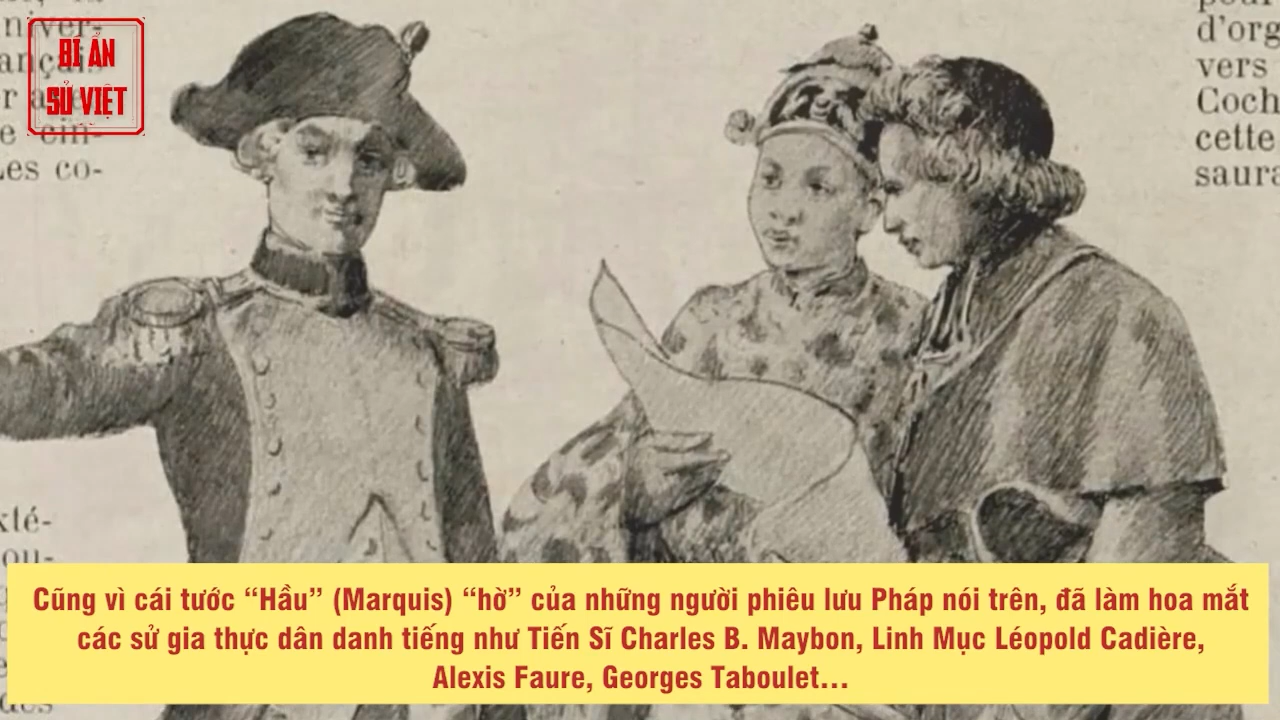 BÍ ẨN
SỬ VIỆT
d'org
vers
Coch
cette
saura
Les co-
Cũng vì cái tước “Hầu” (Marquis) “hờ” của những người phiêu lưu Pháp nói trên, đã làm hoa mắt
các sử gia thực dân danh tiếng như Tiến Sĩ Charles B. Maybon, Linh Mục Léopold Cadière,
Alexis Faure, Georges Taboulet...